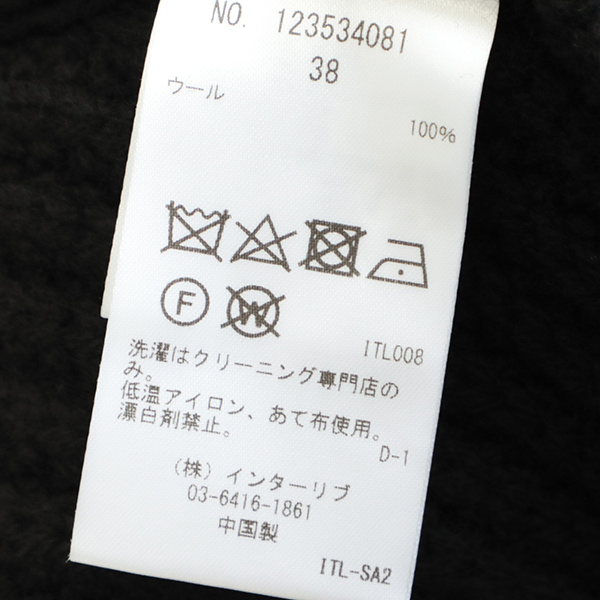 NO. 123534081
38
ウール
100%
F
W
ITL008
洗濯はクリーニング専門店の
み。
低温アイロン、あて布使用。
漂白剤禁止。
D-1
(株) インターリブ
03-6416-1861
中国製
ITL-SA2